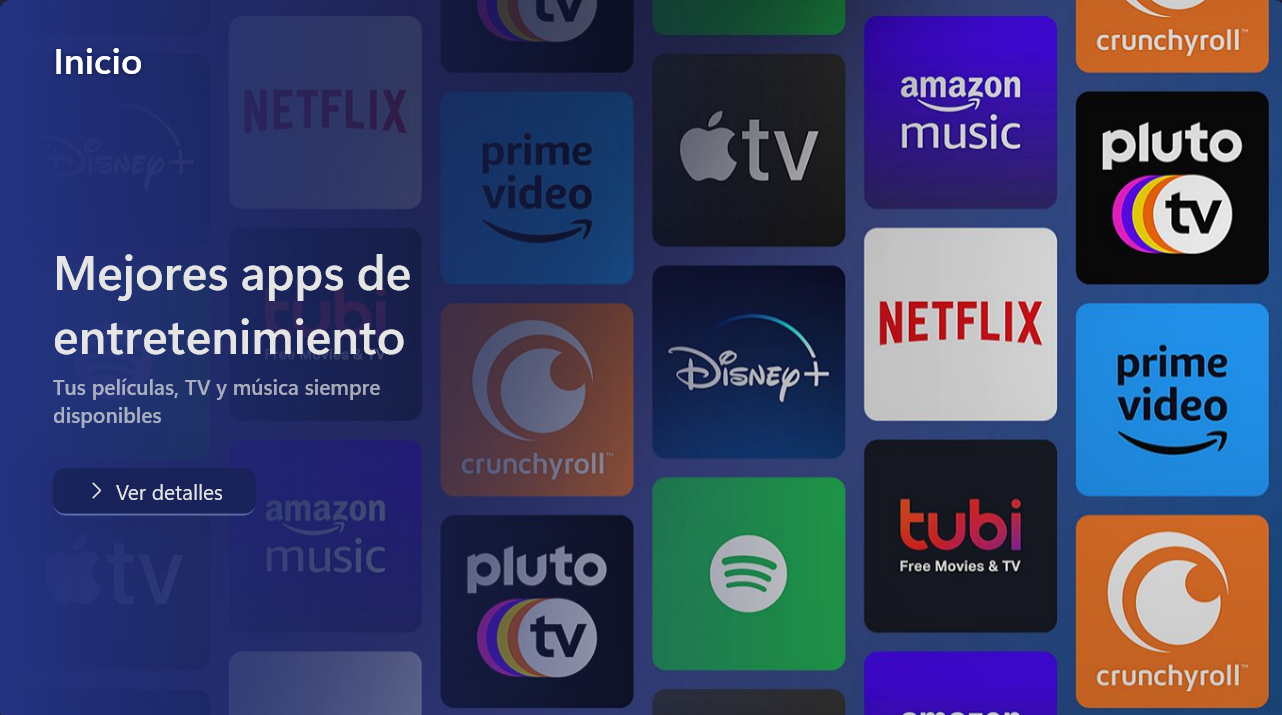 Inicio
Mejores apps de
entretenimiento
Tus películas, TV y música siempre
disponibles
Ver detalles
Disney+
tv
NETFLIX
tubi
Free Movies & TV
amazon
music
tv
prime
video
crunchyroll™
pluto
tv
tv
Disney+
amazon
music
NETFLIX
tubi
Free Movies & TV
amazon
crunchyroll™
pluto
tv
prime
video
crunchyroll™